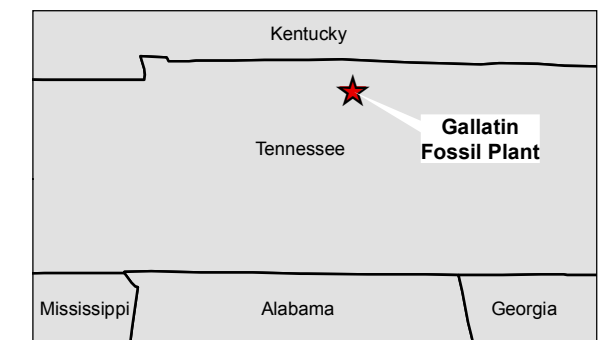 Kentucky
Gallatin
Fossil Plant
Tennessee
Mississippi
Alabama
Georgia